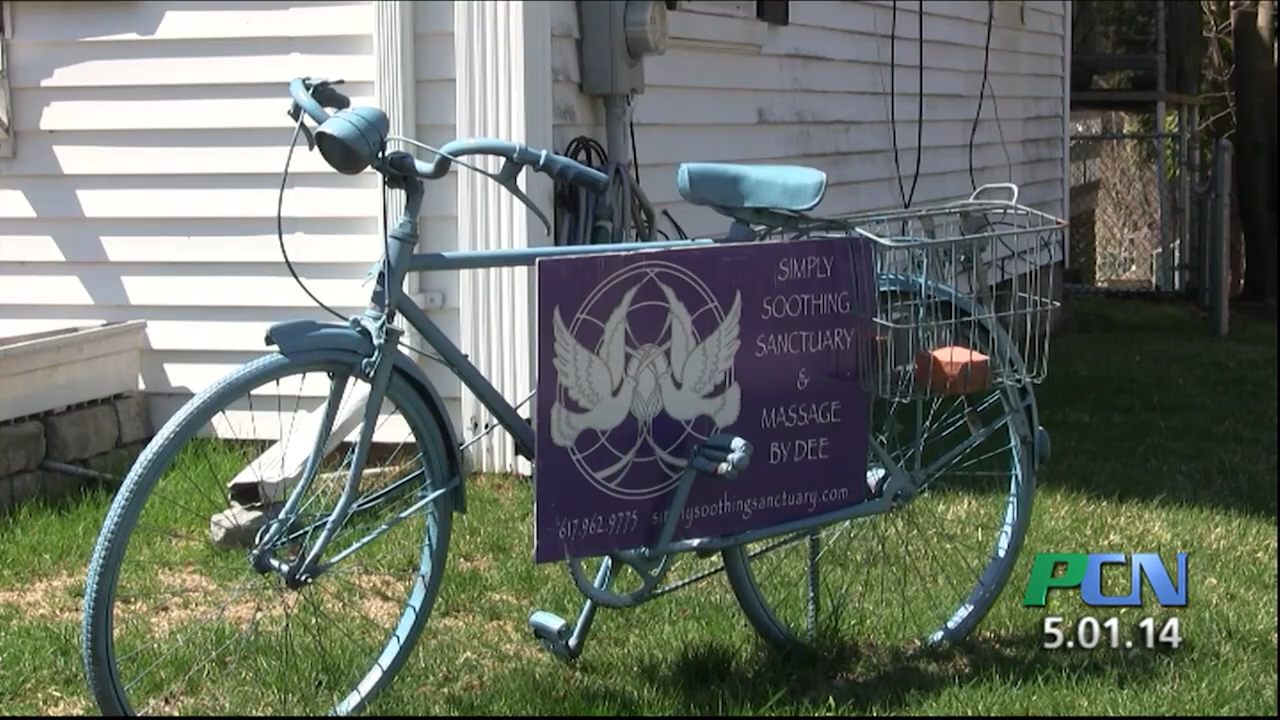 SIMPLY
SOOTHING
SANCTUARY
&
MASSAGE
BY DEE
617.962.9775 simplysoothingsanctuary.com
PCN
5.01.14